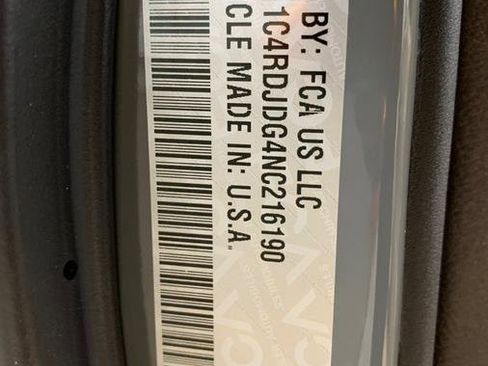 BY: FCA US LLC
1C4RDJDG4NC216190
CLE MADE IN: U.S.A.